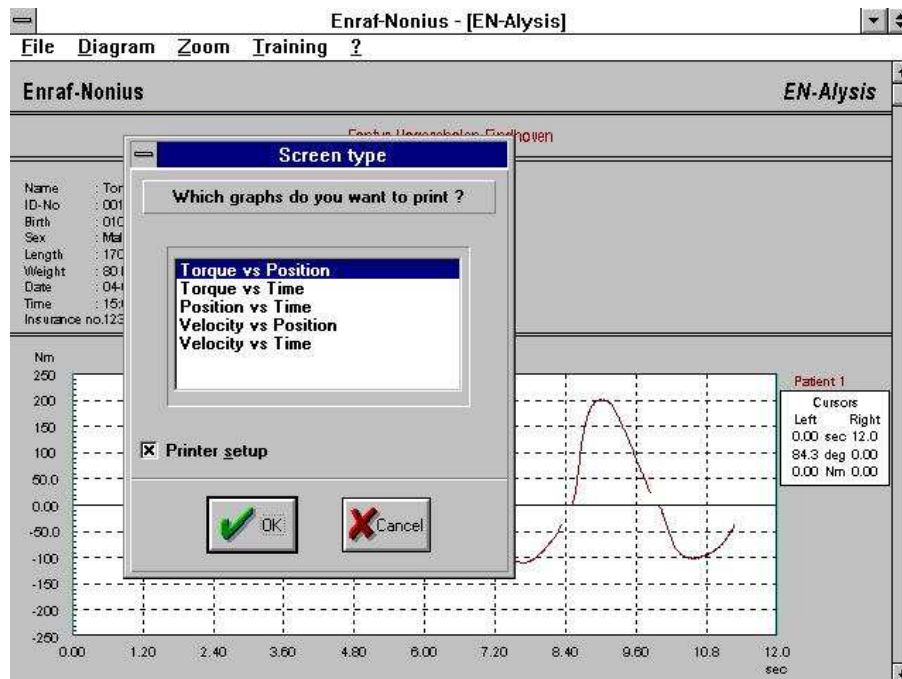 Enraf-Nonius - [EN-Alysis]
File Diagram Zoom Training ?
Enraf-Nonius
EN-Alysis
Eindhoven
Screen type
Which graphs do you want to print ?
Torque vs Position
Torque vs Time
Position vs Time
Velocity vs Position
Velocity vs Time
Printer setup
OK
Cancel
Name : Tor
ID-No : 001
Birth : 010
Sex : Mal
Length : 170
Weight : 80
Date : 04-
Time : 15:
Insurance no.123
Nm
250
200
150
100
50.0
0.00
-50.0
-100
-150
-200
-250
0.00 1.20 2.40 3.60 4.80 6.00 7.20 8.40 9.60 10.8 12.0
sec
Patient 1
Cursors
Left Right
0.00 sec 12.0
84.3 deg 0.00
0.00 Nm 0.00